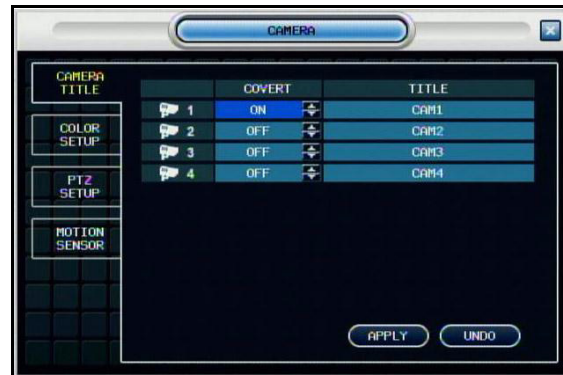 CAMERA
CAMERA
TITLE
COLOR
SETUP
PTZ
SETUP
MOTION
SENSOR
COVERT TITLE
1 ON CAM1
2 OFF CAM2
3 OFF CAM3
4 OFF CAM4
APPLY UNDO